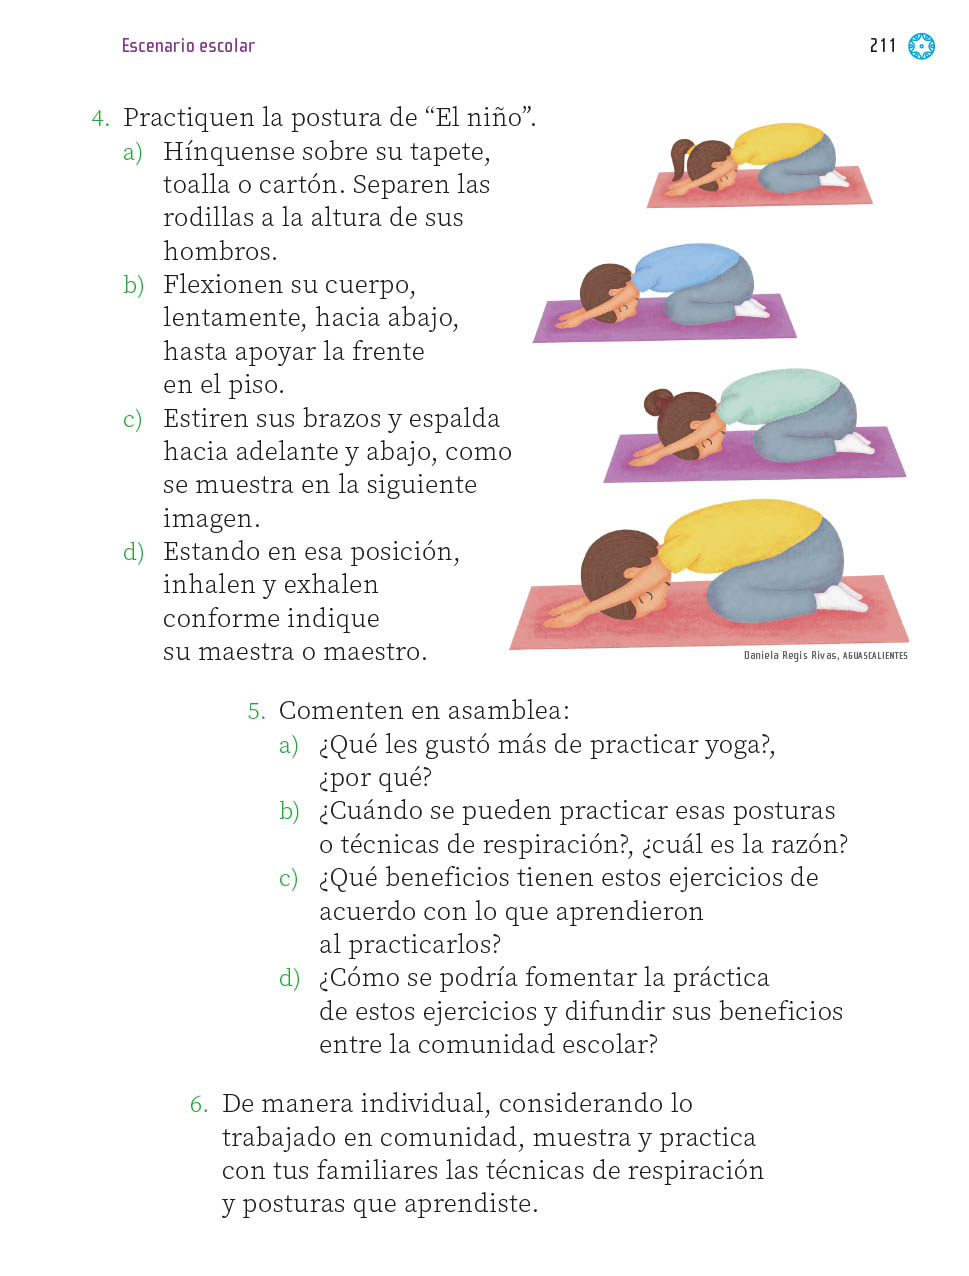 Escenario escolar
211
4. Practiquen la postura de “El niño”.
a) Hínquense sobre su tapete,
toalla o cartón. Separen las
rodillas a la altura de sus
hombros.
b) Flexionen su cuerpo,
lentamente, hacia abajo,
hasta apoyar la frente
en el piso.
c) Estiren sus brazos y espalda
hacia adelante y abajo, como
se muestra en la siguiente
imagen.
d) Estando en esa posición,
inhalen y exhalen
conforme indique
su maestra o maestro.
Daniela Regis Rivas, AGUASCALIENTES
5. Comenten en asamblea:
a) ¿Qué les gustó más de practicar yoga?,
¿por qué?
b) ¿Cuándo se pueden practicar esas posturas
o técnicas de respiración?, ¿cuál es la razón?
c) ¿Qué beneficios tienen estos ejercicios de
acuerdo con lo que aprendieron
al practicarlos?
d) ¿Cómo se podría fomentar la práctica
de estos ejercicios y difundir sus beneficios
entre la comunidad escolar?
6. De manera individual, considerando lo
trabajado en comunidad, muestra y practica
con tus familiares las técnicas de respiración
y posturas que aprendiste.